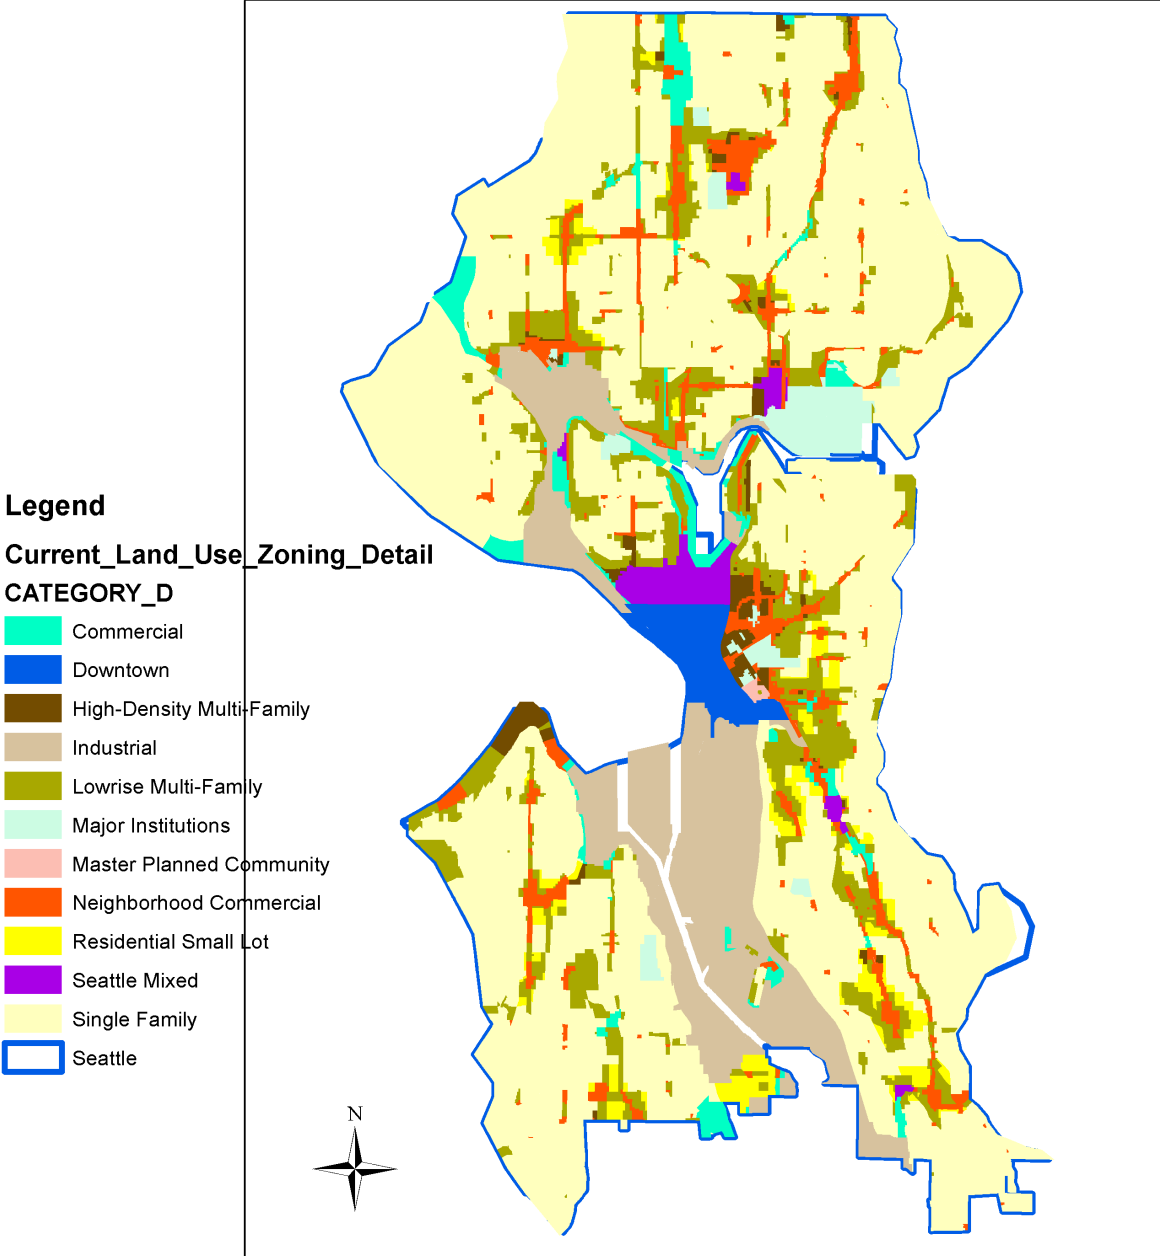 Legend
Current_Land_Use_Zoning_Detail
CATEGORY_D
Commercial
Downtown
High-Density Multi-Family
Industrial
Lowrise Multi-Family
Major Institutions
Master Planned Community
Neighborhood Commercial
Residential Small Lot
Seattle Mixed
Single Family
Seattle
N